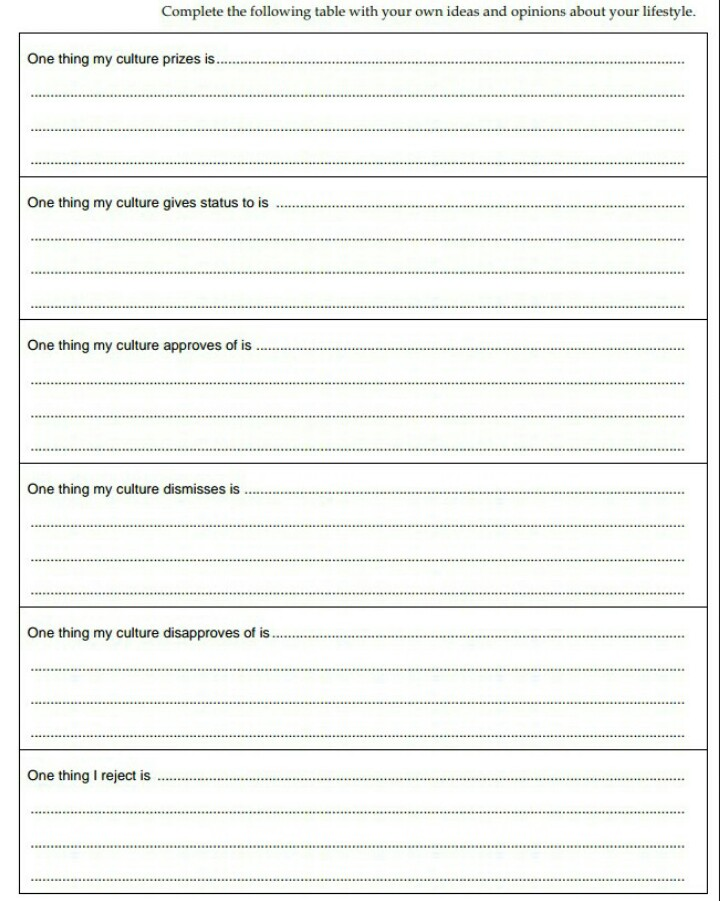 Complete the following table with your own ideas and opinions about your lifestyle.
One thing my culture prizes is
One thing my culture gives status to is
One thing my culture approves of is
One thing my culture dismisses is
One thing my culture disapproves of is
One thing I reject is